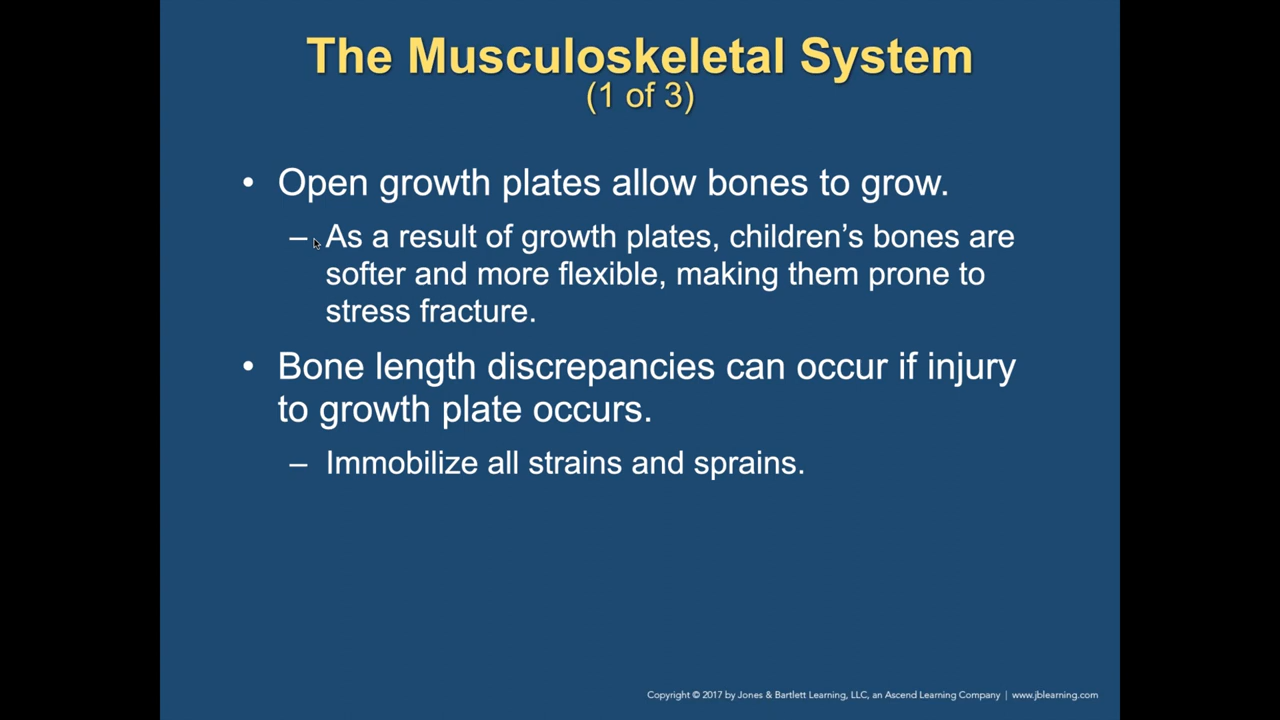 The Musculoskeletal System
(1 of 3)
• Open growth plates allow bones to grow.
– As a result of growth plates, children’s bones are
softer and more flexible, making them prone to
stress fracture.
• Bone length discrepancies can occur if injury
to growth plate occurs.
– Immobilize all strains and sprains.
Copyright © 2017 by Jones & Bartlett Learning, LLC, an Ascend Learning Company | www.jblearning.com